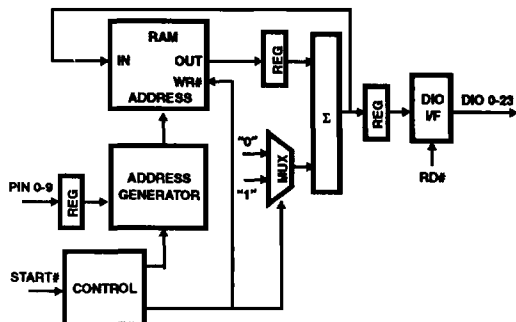 RAM
IN
OUT
WR#
ADDRESS
REG
Σ
REG
DIO
I/F
DIO 0-23
RD#
"0"
"1"
MUX
PIN 0-9
REG
ADDRESS
GENERATOR
START#
CONTROL